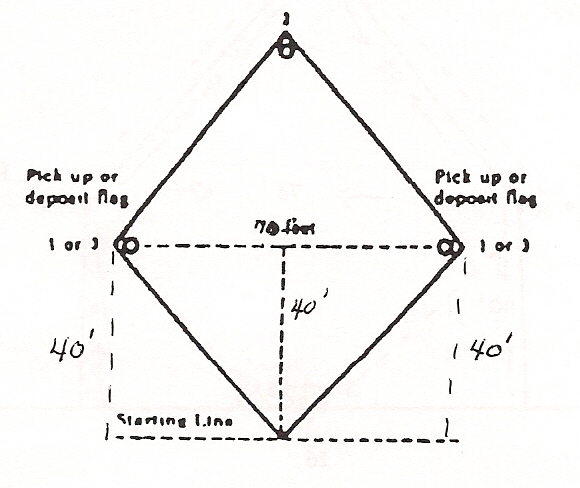 2
Pick up or
deposit flag
1 or 3
70 feet
Pick up or
deposit flag
1 or 3
40'
40'
40'
Starting Line